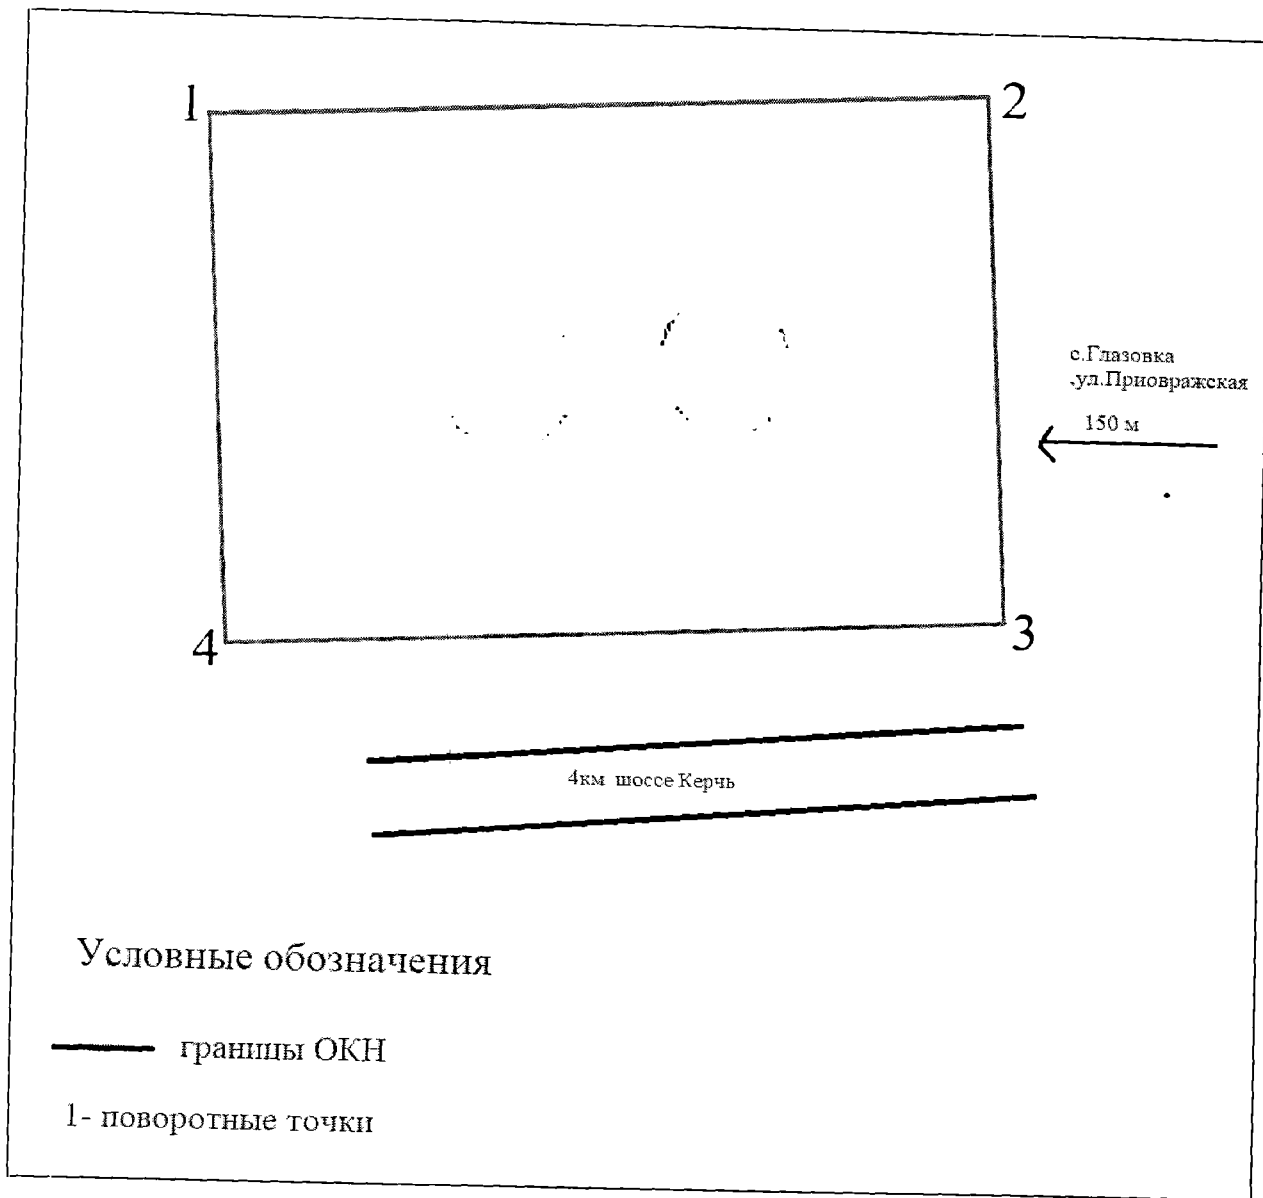 1
2
с.Глазовка
.ул.Приовражская
150 м
4
3
4км шоссе Керчь
Условные обозначения
границы ОКН
1- поворотные точки